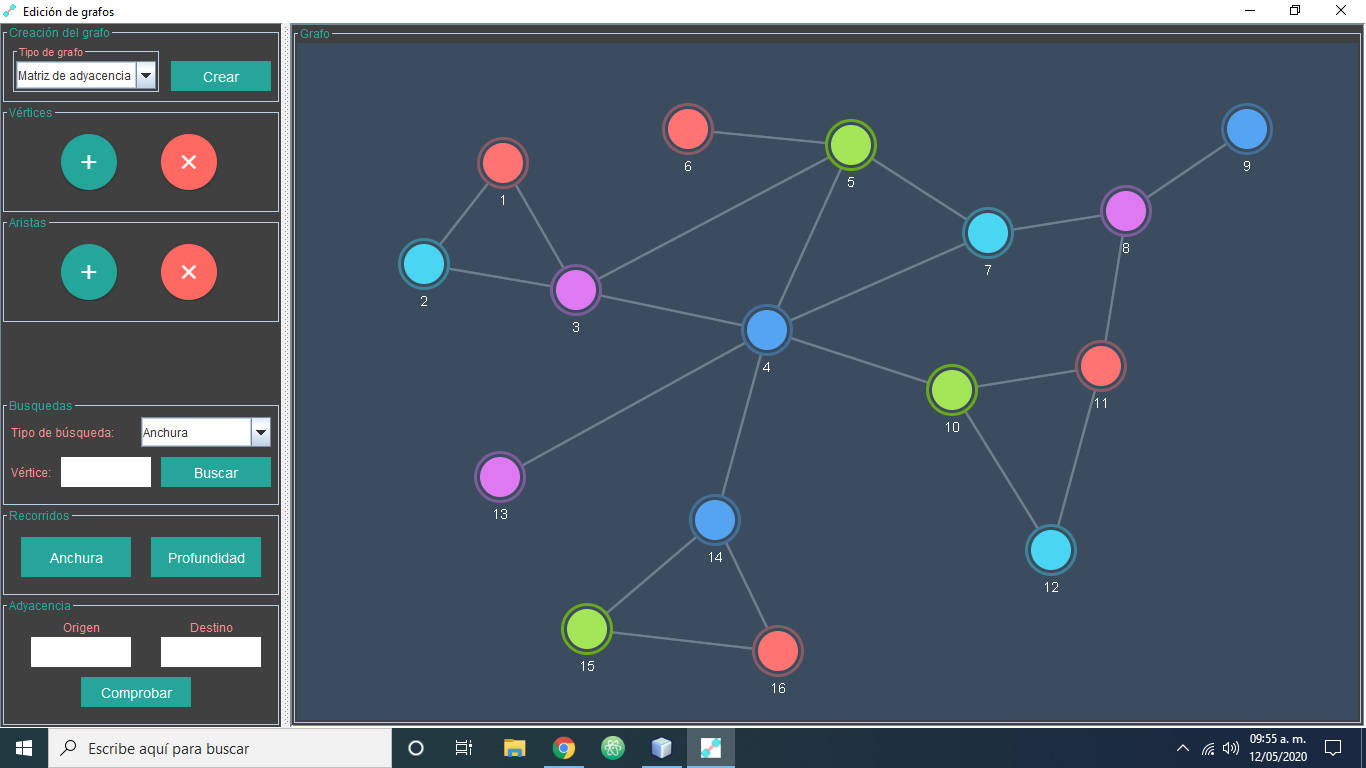 Edición de grafos
Creación del grafo
Tipo de grafo
Matriz de adyacencia
Crear
Vértices
+
×
Aristas
+
×
Busquedas
Tipo de búsqueda:
Anchura
Vértice:
Buscar
Recorridos
Anchura
Profundidad
Adyacencia
Origen
Destino
Comprobar
Grafo
6
9
5
1
8
7
2
3
4
11
10
13
14
12
15
16
Escribe aquí para buscar
09:55 a. m.
12/05/2020